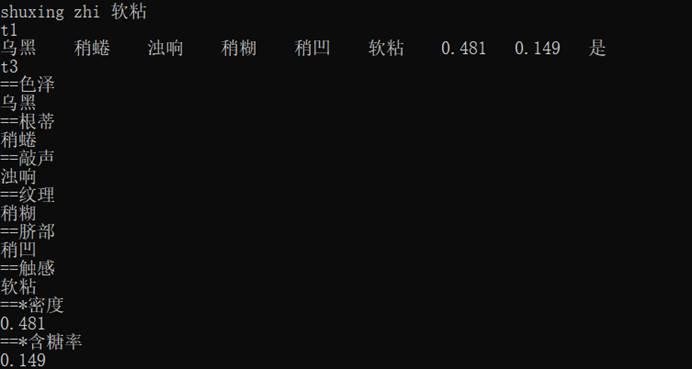 shuxing zhi 软粘
t1
乌黑 稍蜷 浊响 稍糊 稍凹 软粘 0.481 0.149 是
t3
==色泽
乌黑
==根蒂
稍蜷
==敲声
浊响
==纹理
稍糊
==脐部
稍凹
==触感
软粘
==*密度
0.481
==*含糖率
0.149